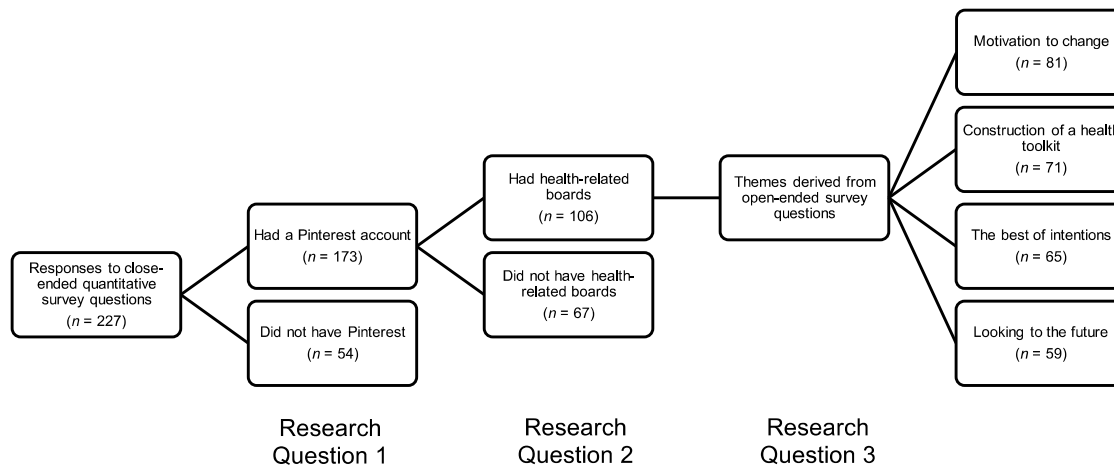 Responses to close-
ended quantitative
survey questions
(n = 227)
Had a Pinterest account
(n = 173)
Did not have Pinterest
(n = 54)
Had health-related
boards
(n = 106)
Did not have health-
related boards
(n = 67)
Themes derived from
open-ended survey
questions
Motivation to change
(n = 81)
Construction of a health
toolkit
(n = 71)
The best of intentions
(n = 65)
Looking to the future
(n = 59)
Research
Question 1
Research
Question 2
Research
Question 3